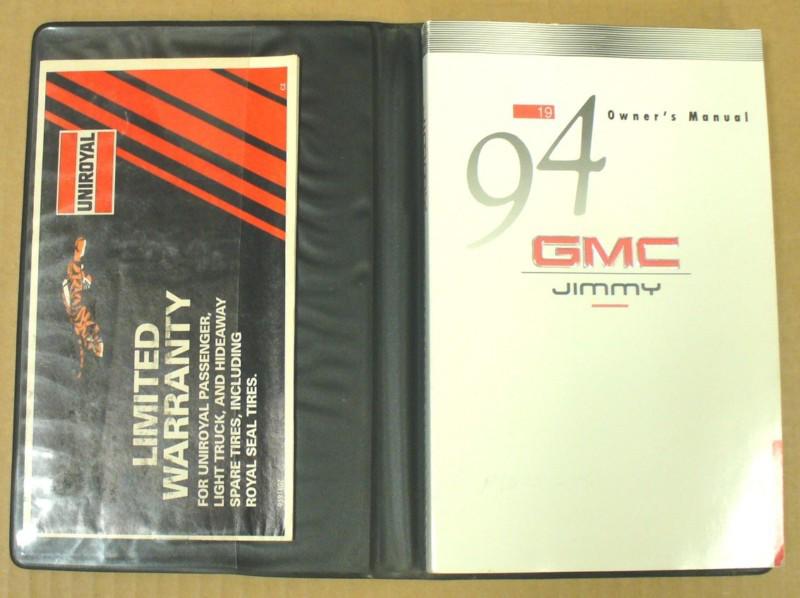 UNIROYAL
LIMITED
WARRANTY
FOR UNIROYAL PASSENGER,
LIGHT TRUCK, AND HIDEAWAY
SPARE TIRES, INCLUDING
ROYAL SEAL TIRES.
19
94
Owner's Manual
GMC
JIMMY